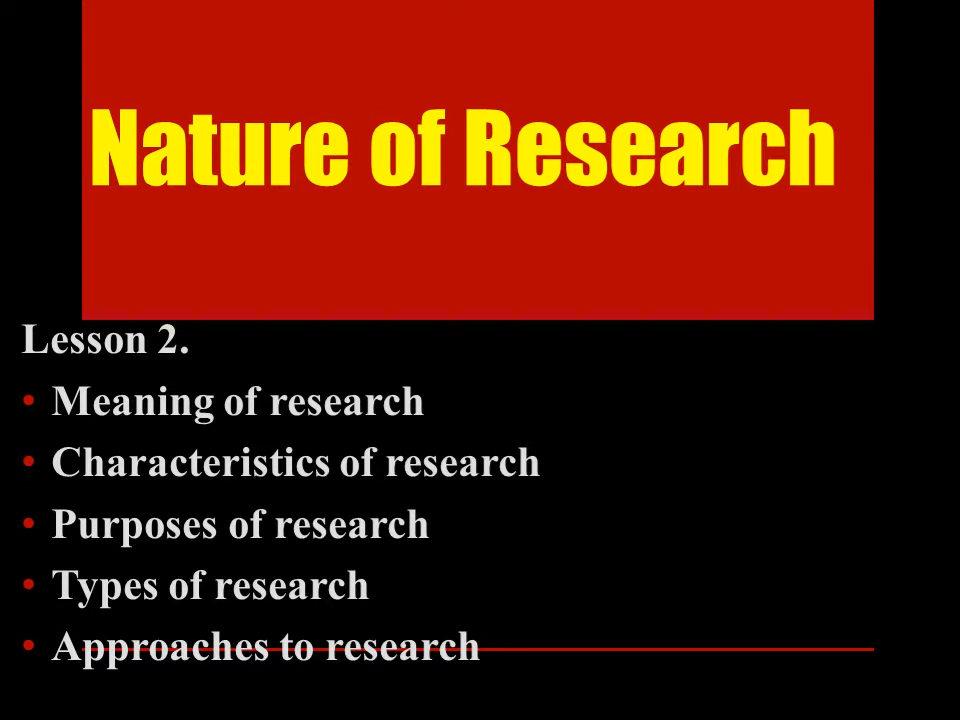 Nature of Research
Lesson 2.
• Meaning of research
• Characteristics of research
• Purposes of research
• Types of research
• Approaches to research